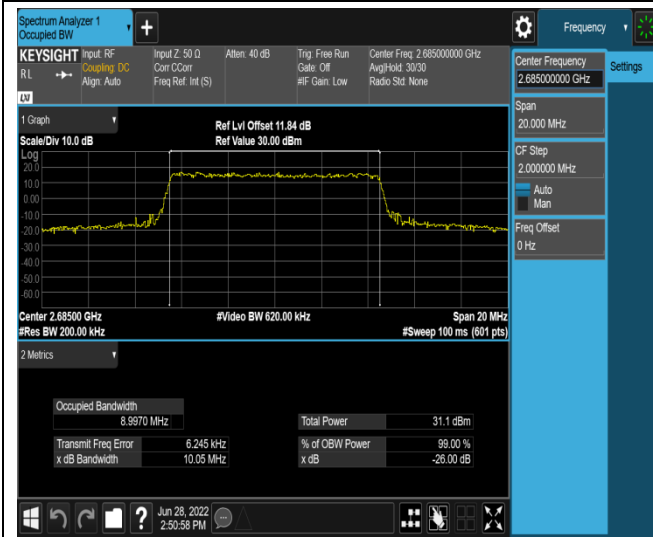 Spectrum Analyzer 1
Occupied BW
+
Frequency
KEYSIGHT
RL
LXI
Input: RF
Coupling: DC
Align: Auto
Input Z: 50 Ω
Corr CCorr
Freq Ref: Int (S)
Atten: 40 dB
Trig: Free Run
Gate: Off
#IF Gain: Low
Center Freq: 2.685000000 GHz
Avg|Hold: 30/30
Radio Std: None
Center Frequency
2.685000000 GHz
Settings
Span
20.000 MHz
CF Step
2.000000 MHz
Auto
Man
Freq Offset
0 Hz
1 Graph
Scale/Div 10.0 dB
Ref Lvl Offset 11.84 dB
Ref Value 30.00 dBm
Log
20.0
10.0
0.00
-10.0
-20.0
-30.0
-40.0
-50.0
-60.0
Center 2.68500 GHz
#Video BW 620.00 kHz
Span 20 MHz
#Res BW 200.00 kHz
#Sweep 100 ms (601 pts)
2 Metrics
Occupied Bandwidth
8.9970 MHz
Total Power 31.1 dBm
Transmit Freq Error 6.245 kHz
% of OBW Power 99.00 %
x dB Bandwidth 10.05 MHz
x dB -26.00 dB
?
Jun 28, 2022
2:50:58 PM